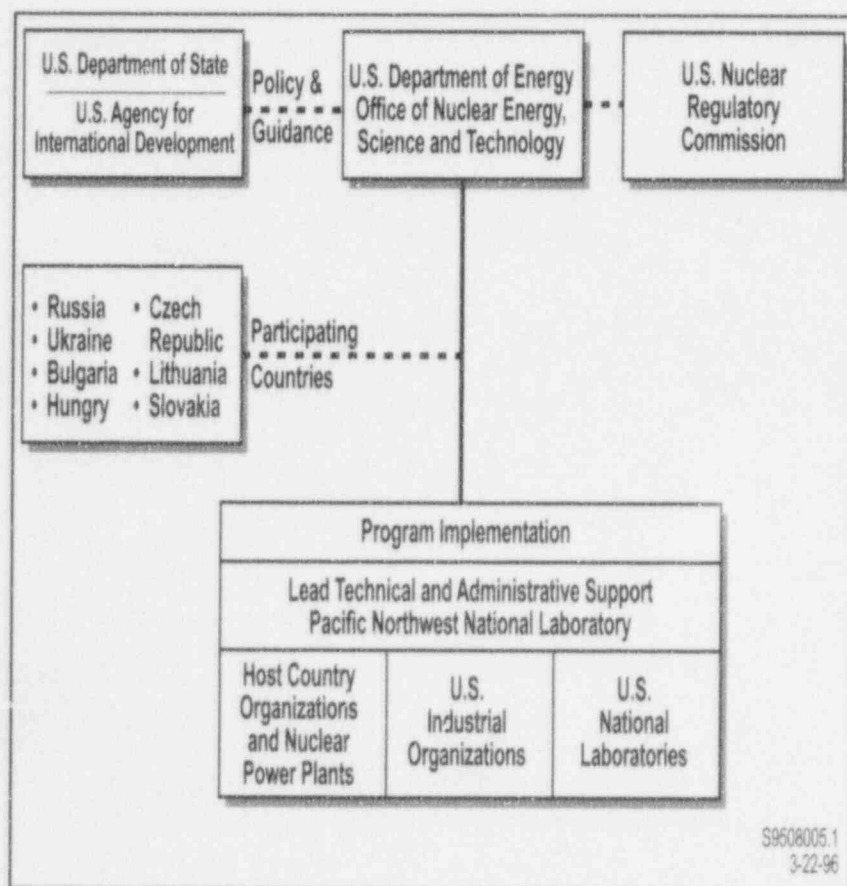 U.S. Department of State
U.S. Agency for
International Development
Policy &
Guidance
U.S. Department of Energy
Office of Nuclear Energy,
Science and Technology
U.S. Nuclear
Regulatory
Commission
• Russia
• Ukraine
• Bulgaria
• Hungry
• Czech
Republic
• Lithuania
• Slovakia
Participating
Countries
Program Implementation
Lead Technical and Administrative Support
Pacific Northwest National Laboratory
Host Country
Organizations
and Nuclear
Power Plants
U.S.
Industrial
Organizations
U.S.
National
Laboratories
S9508005.1
3-22-96